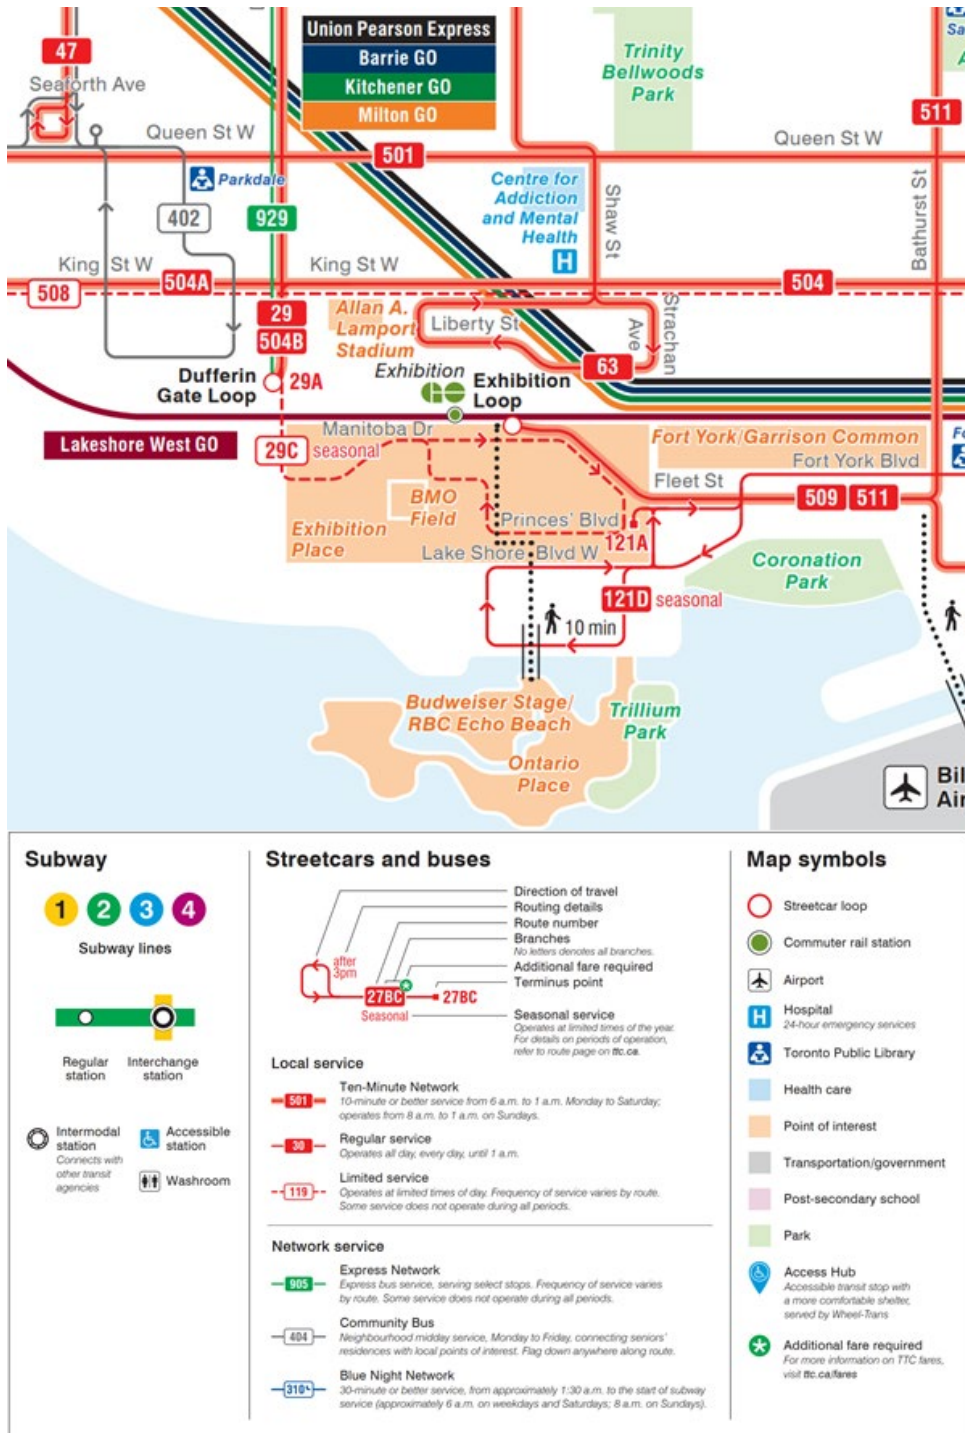 Union Pearson Express
Barrie GO
Kitchener GO
Milton GO
47
Seaforth Ave
Trinity
Bellwoods
Park
Sa
A
511
Queen St W
Queen St W
501
Parkdale
Centre for
Addiction
and Mental
Health
H
Shaw St
Bathurst St
402
929
King St W
King St W
508
504A
504
29
504B
Allan A.
Lamport
Stadium
Liberty St
Strachan
Ave
63
Dufferin
Gate Loop
29A
Exhibition
GO
Exhibition
Loop
Lakeshore West GO
29C seasonal
Manitoba Dr
Fort York/Garrison Common
Fort York Blvd
Fo
Fleet St
509
511
BMO
Field
Exhibition
Place
Princes' Blvd
121A
Lake Shore Blvd W
Coronation
Park
121D seasonal
10 min
Budweiser Stage/
RBC Echo Beach
Trillium
Park
Ontario
Place
Bil
Air
Subway
1 2 3 4
Subway lines
Regular
station
Interchange
station
Intermodal
station
Connects with
other transit
agencies
Accessible
station
Washroom
Streetcars and buses
Direction of travel
Routing details
Route number
Branches
No letters denotes all branches.
Additional fare required
Terminus point
after
3pm
27BC
27BC
Seasonal
Seasonal service
Operates at limited times of the year.
For details on periods of operation,
refer to route page on ttc.ca.
Local service
501
Ten-Minute Network
10-minute or better service from 6 a.m. to 1 a.m. Monday to Saturday;
operates from 8 a.m. to 1 a.m. on Sundays.
30
Regular service
Operates all day, every day, until 1 a.m.
119
Limited service
Operates at limited times of day. Frequency of service varies by route.
Some service does not operate during all periods.
Network service
905
Express Network
Express bus service, serving select stops. Frequency of service varies
by route. Some service does not operate during all periods.
404
Community Bus
Neighbourhood midday service, Monday to Friday, connecting seniors'
residences with local points of interest. Flag down anywhere along route.
310
Blue Night Network
30-minute or better service, from approximately 1:30 a.m. to the start of subway
service (approximately 6 a.m. on weekdays and Saturdays; 8 a.m. on Sundays).
Map symbols
Streetcar loop
Commuter rail station
Airport
H
Hospital
24-hour emergency services
Toronto Public Library
Health care
Point of interest
Transportation/government
Post-secondary school
Park
Access Hub
Accessible transit stop with
a more comfortable shelter,
served by Wheel-Trans
Additional fare required
For more information on TTC fares,
visit ttc.ca/fares